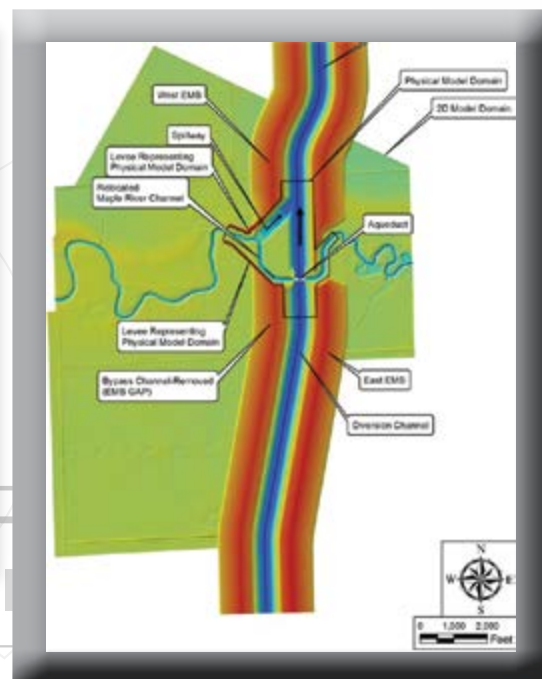 Physical Model Domain
West EMB
2D Model Domain
Spillway
Levee Representing
Physical Model Domain
Relocated
Maple River Channel
Aqueduct
Levee Representing
Physical Model Domain
Bypass Channel-Removed
(EMB GAP)
East EMB
Diversion Channel
N
W
E
S
0 1,000 2,000
Feet